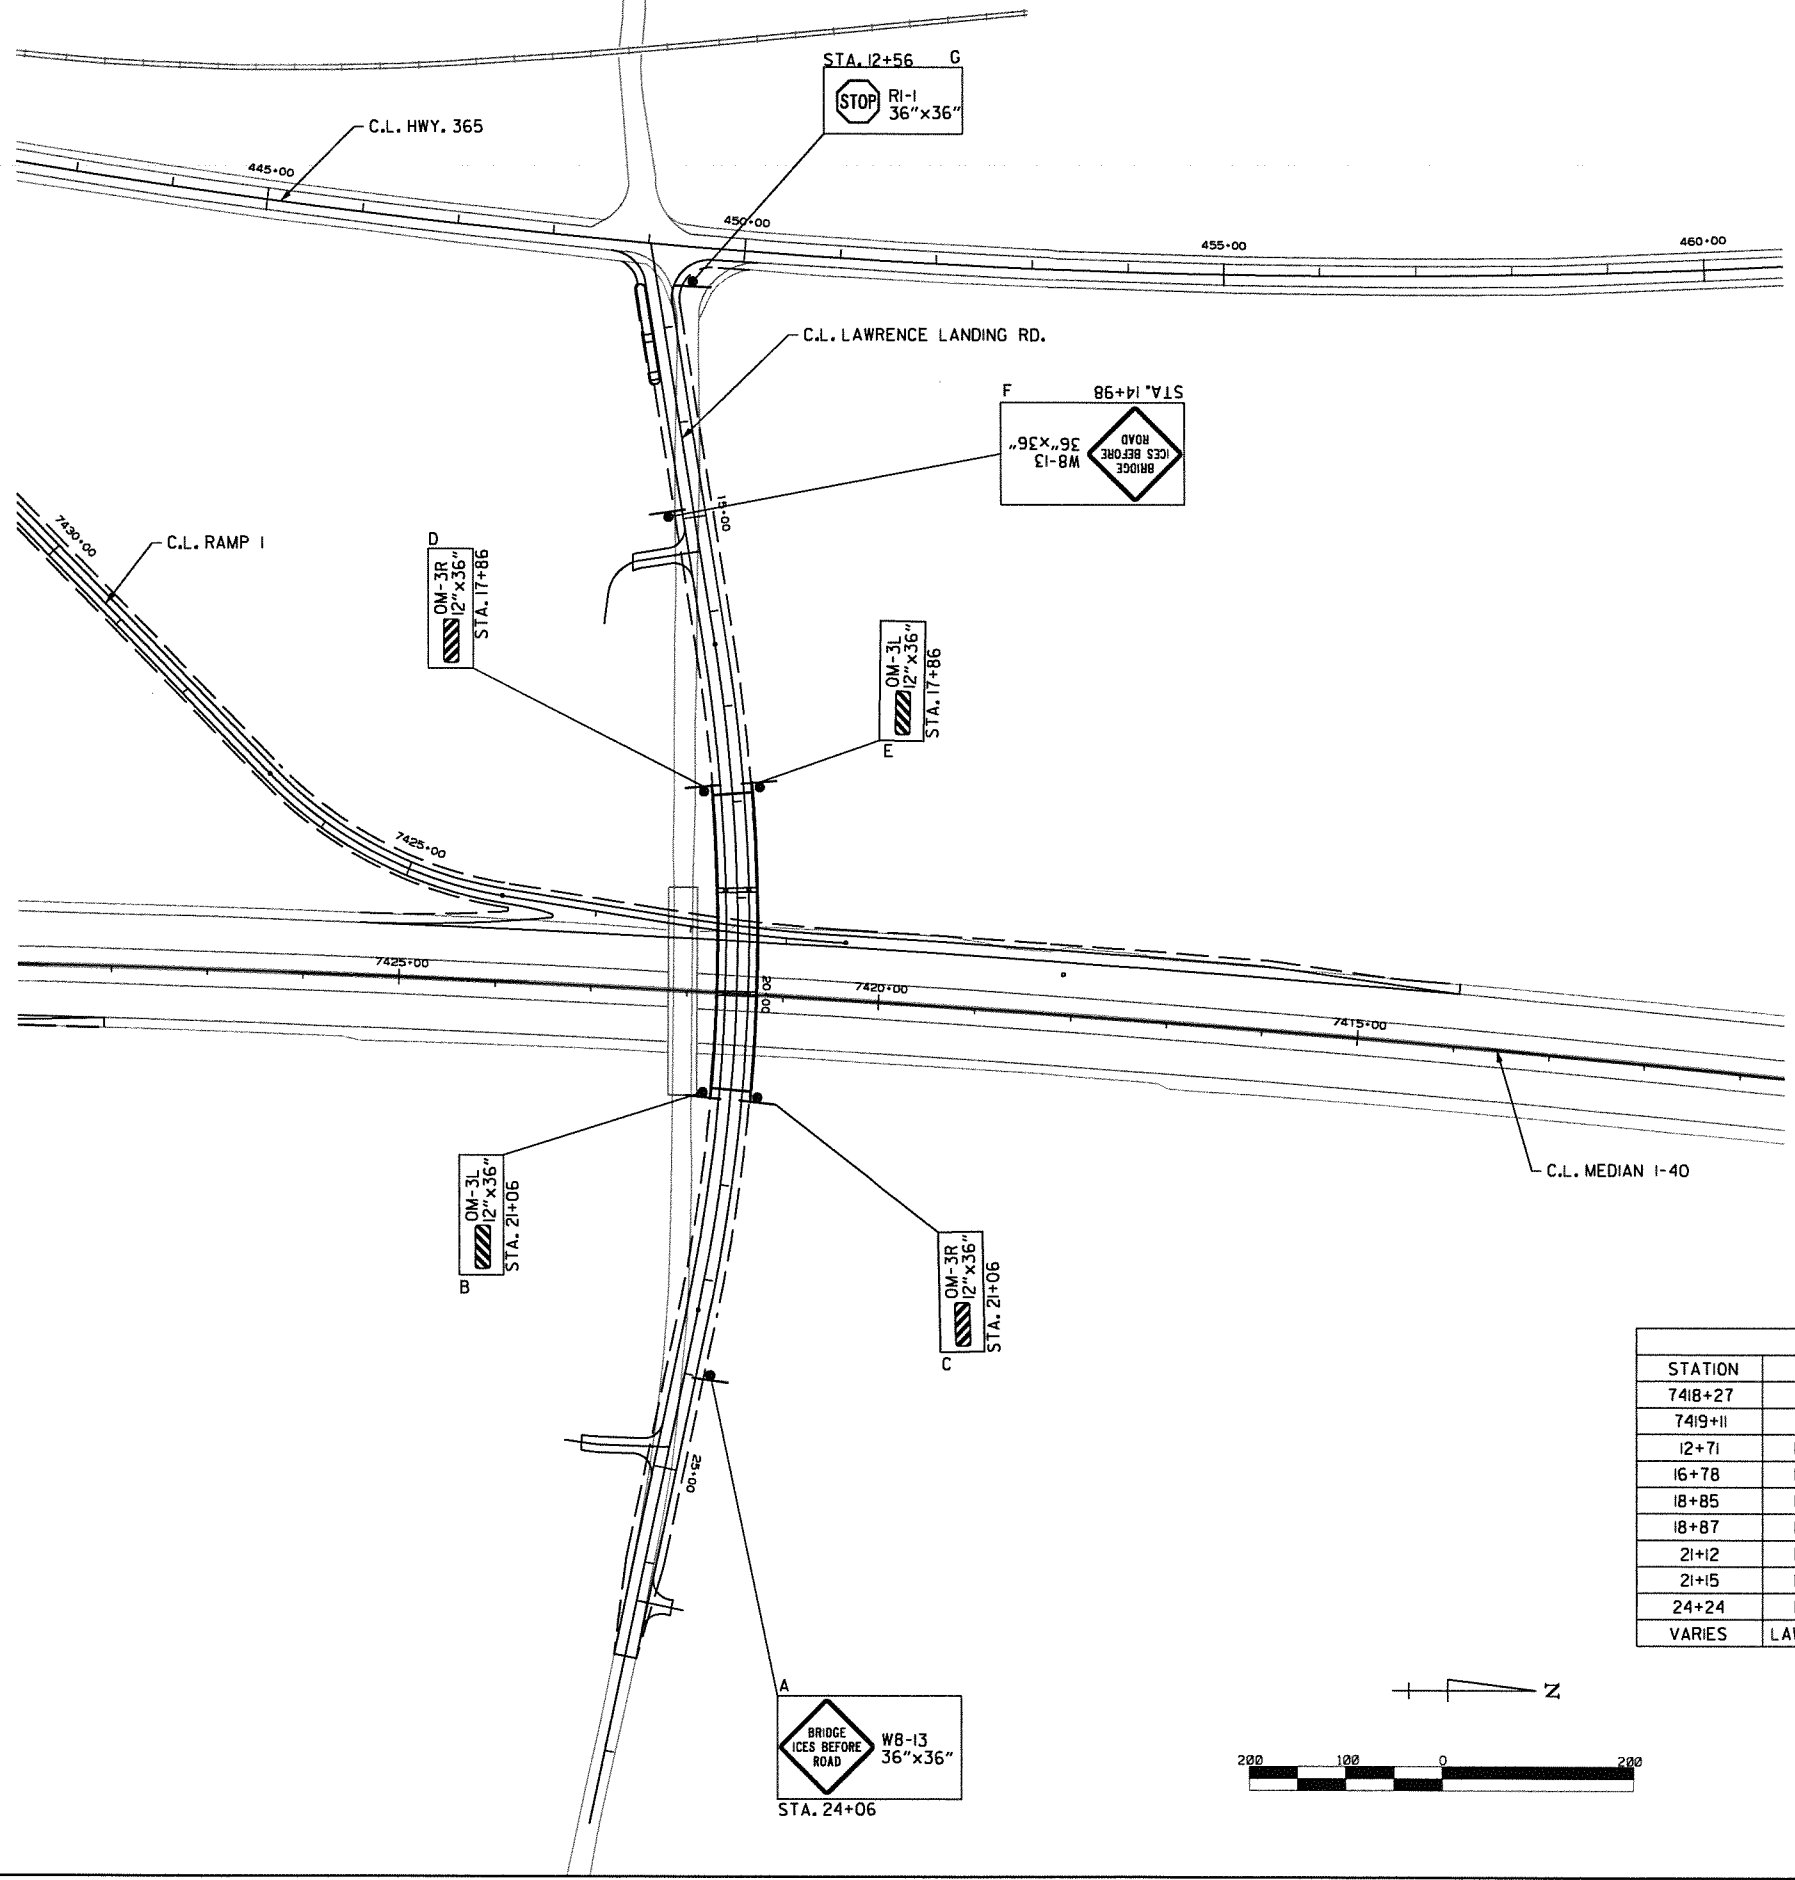 STA. 12+56 G
STOP R1-1
36"x36"
C.L. HWY. 365
445+00
450+00
455+00
460+00
C.L. LAWRENCE LANDING RD.
F STA. 14+98
BRIDGE
ICES BEFORE
ROAD
W8-13
36"x36"
15+00
7430+00
C.L. RAMP 1
D
OM-3R
12"x36"
STA. 17+86
OM-3L
12"x36"
STA. 17+86
E
7425+00
7425+00
20+00
7420+00
7415+00
C.L. MEDIAN I-40
OM-3L
12"x36"
STA. 21+06
B
OM-3R
12"x36"
STA. 21+06
C
25+00
STATION
7418+27
7419+11
12+71
16+78
18+85
18+87
21+12
21+15
24+24
VARIES
A
BRIDGE
ICES BEFORE
ROAD
W8-13
36"x36"
STA. 24+06
N
200 100 0 200